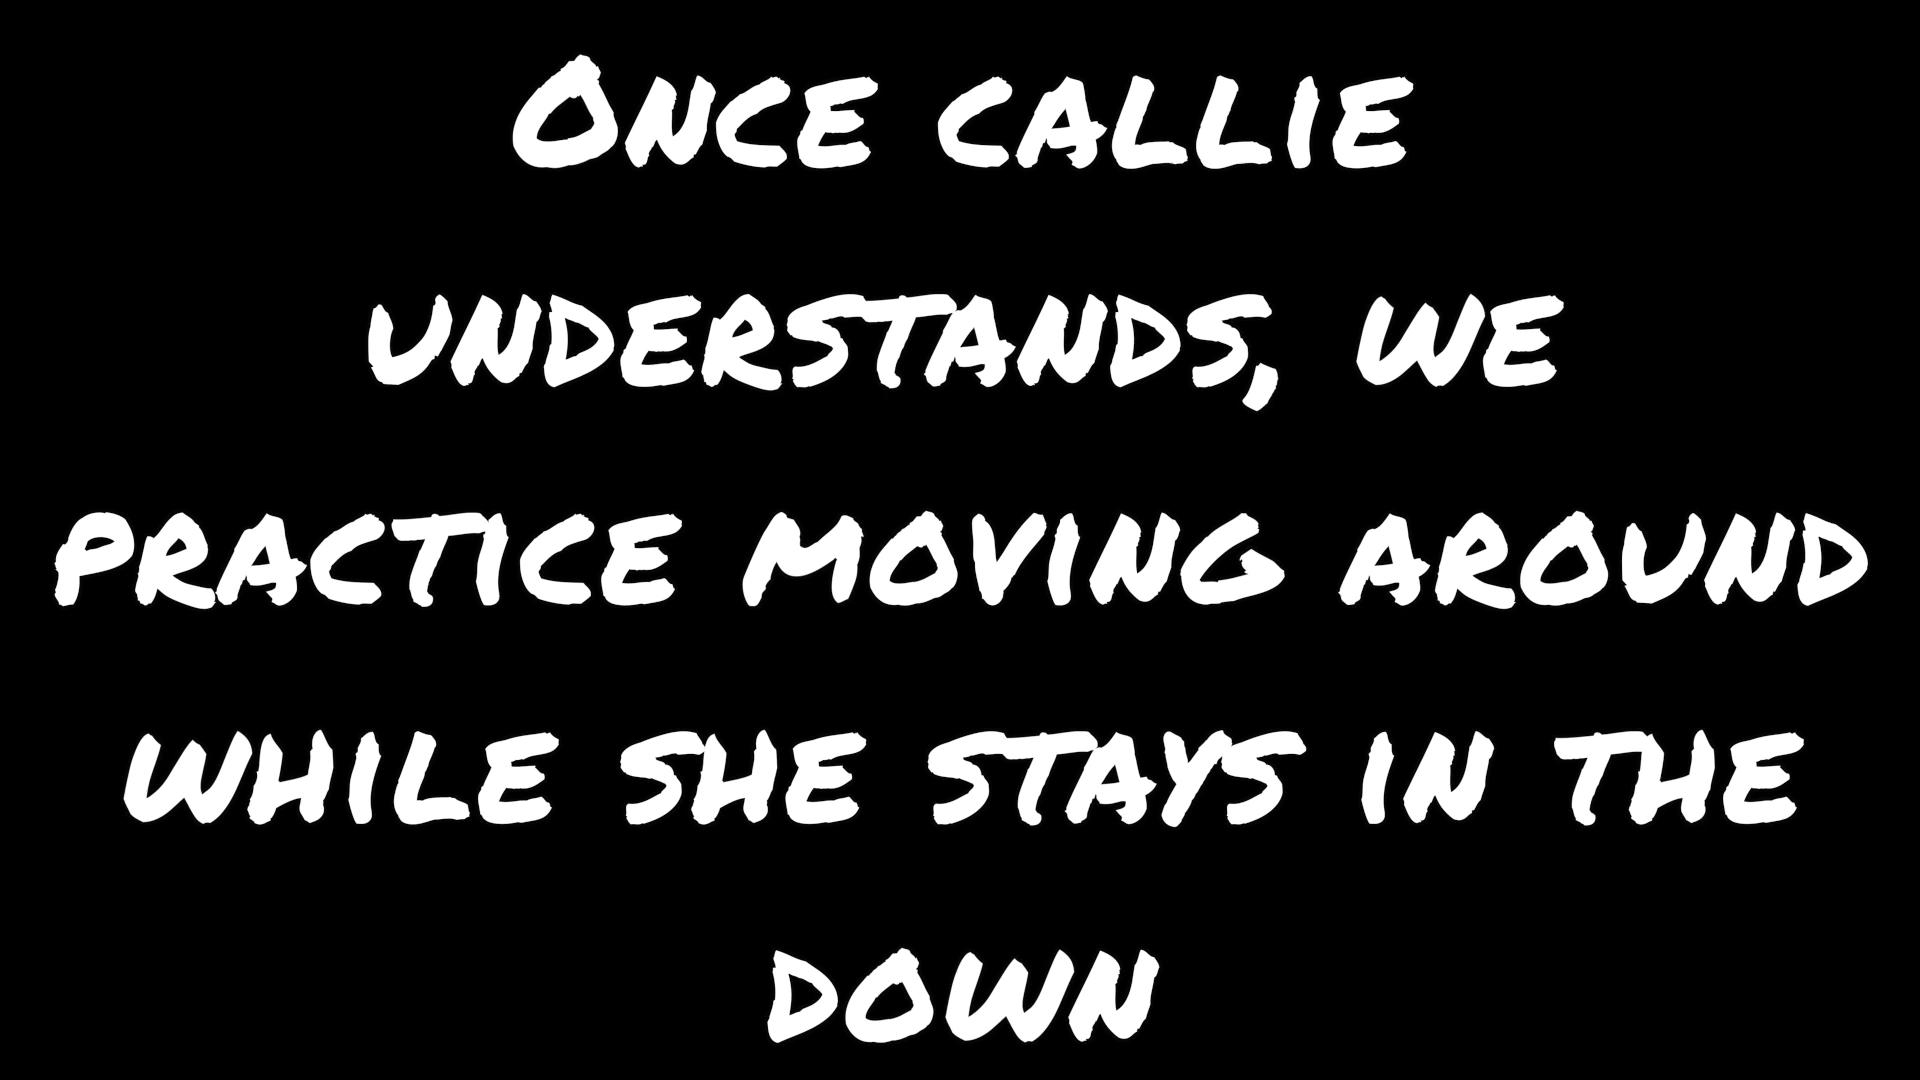 Once callie
understands, we
practice moving around
while she stays in the
down